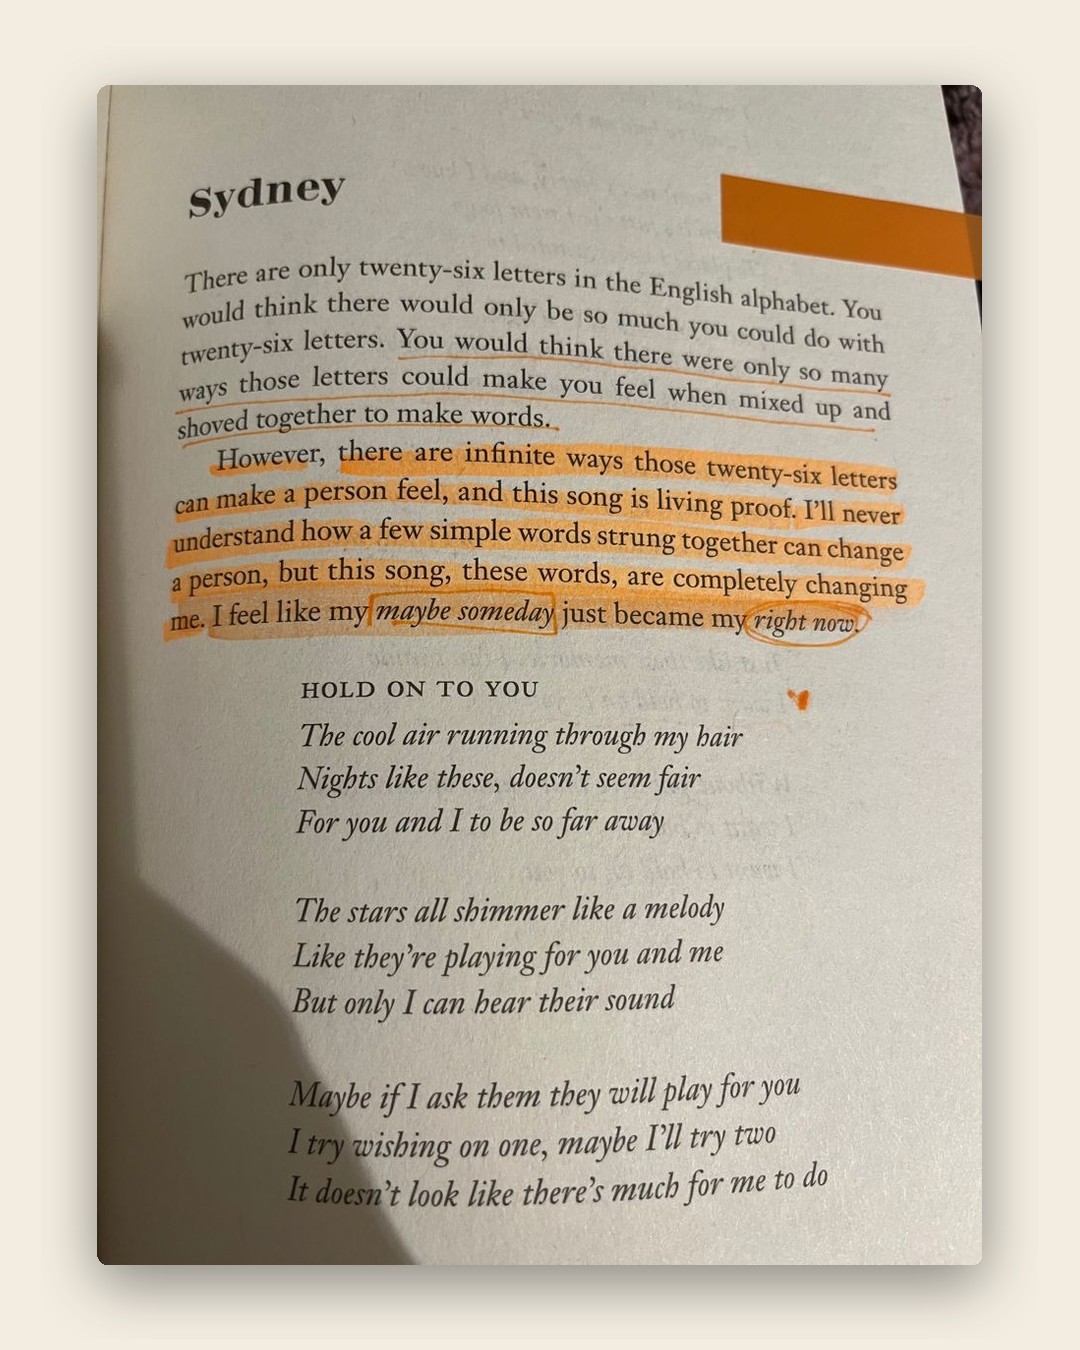 Sydney
There are only twenty-six letters in the English alphabet. You
would think there would only be so much you could do with
twenty-six letters. You would think there were only so many
ways those letters could make you feel when mixed up and
shoved together to make words.
However, there are infinite ways those twenty-six letters
can make a person feel, and this song is living proof. I'll never
understand how a few simple words strung together can change
a person, but this song, these words, are completely changing
me. I feel like my maybe someday just became my right now.
HOLD ON TO YOU
The cool air running through my hair
Nights like these, doesn't seem fair
For you and I to be so far away
The stars all shimmer like a melody
Like they're playing for you and me
But only I can hear their sound
Maybe if I ask them they will play for you
I try wishing on one, maybe I'll try two
It doesn't look like there's much for me to do